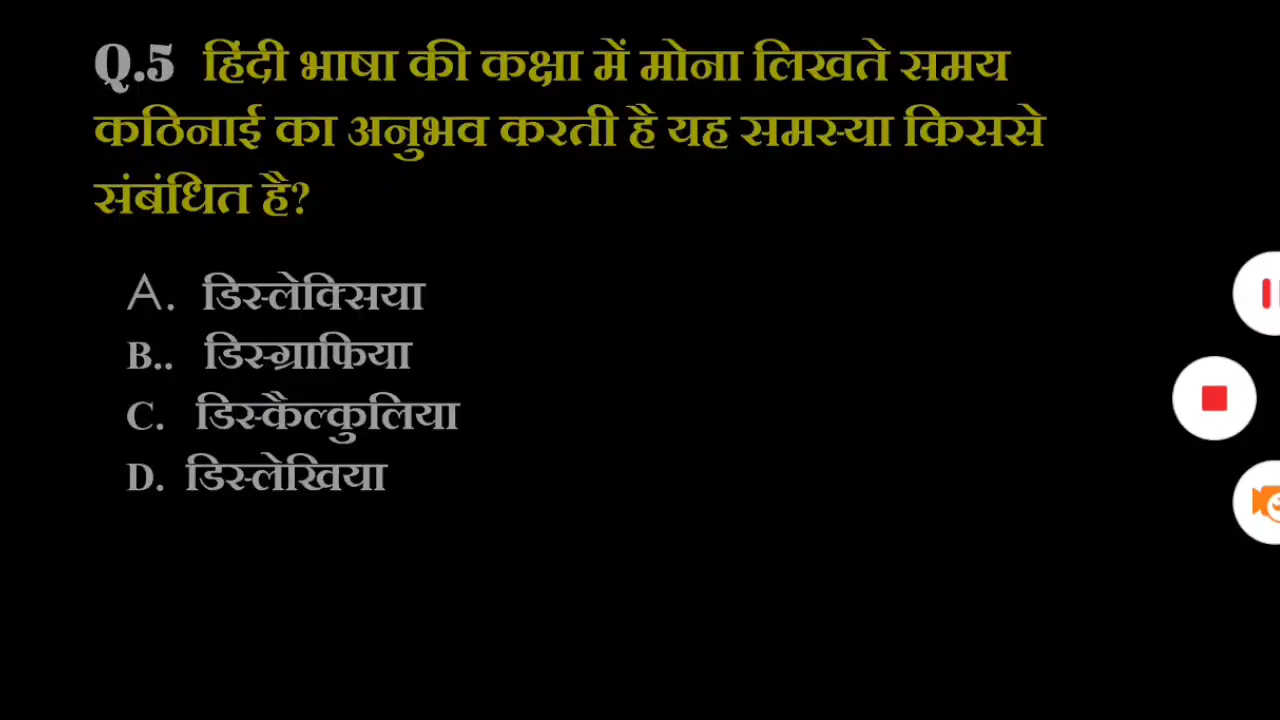 Q.5 हिंदी भाषा की कक्षा में मोना लिखते समय
कठिनाई का अनुभव करती है यह समस्या किससे
संबंधित है?
A. डिस्लेक्सिया
B.. डिस्ग्राफिया
C. डिस्कैल्कुलिया
D. डिस्लेखिया